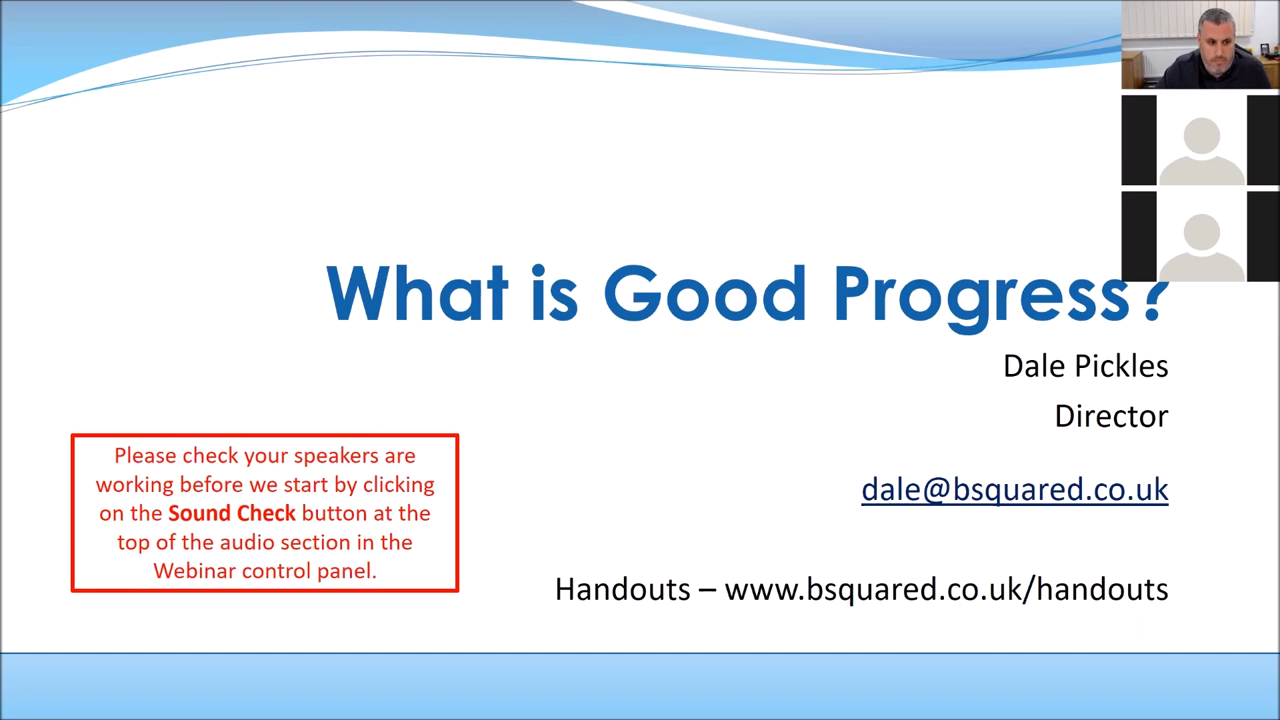 What is Good Progress?
Dale Pickles
Director
Please check your speakers are
working before we start by clicking
on the Sound Check button at the
top of the audio section in the
Webinar control panel.
dale@bsquared.co.uk
Handouts – www.bsquared.co.uk/handouts